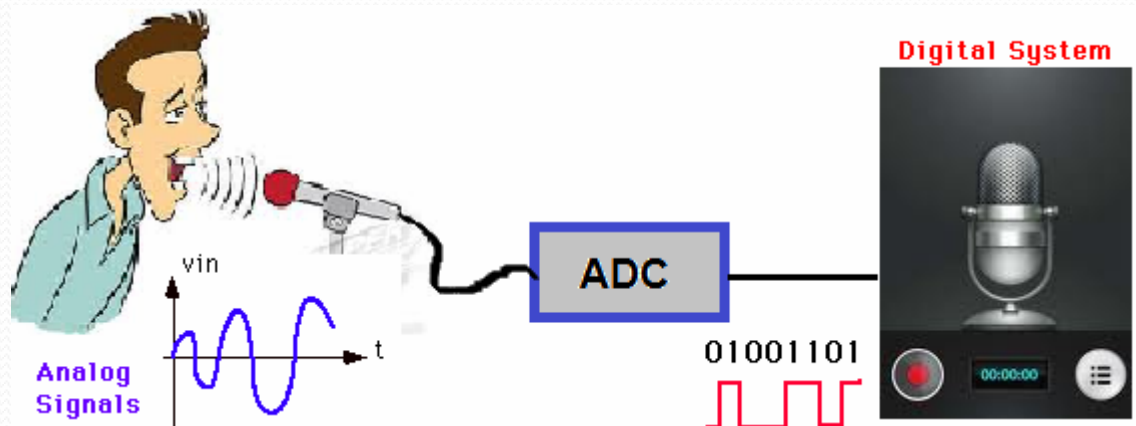 Digital System
vin
ADC
t
Analog
Signals
01001101
00:00:00